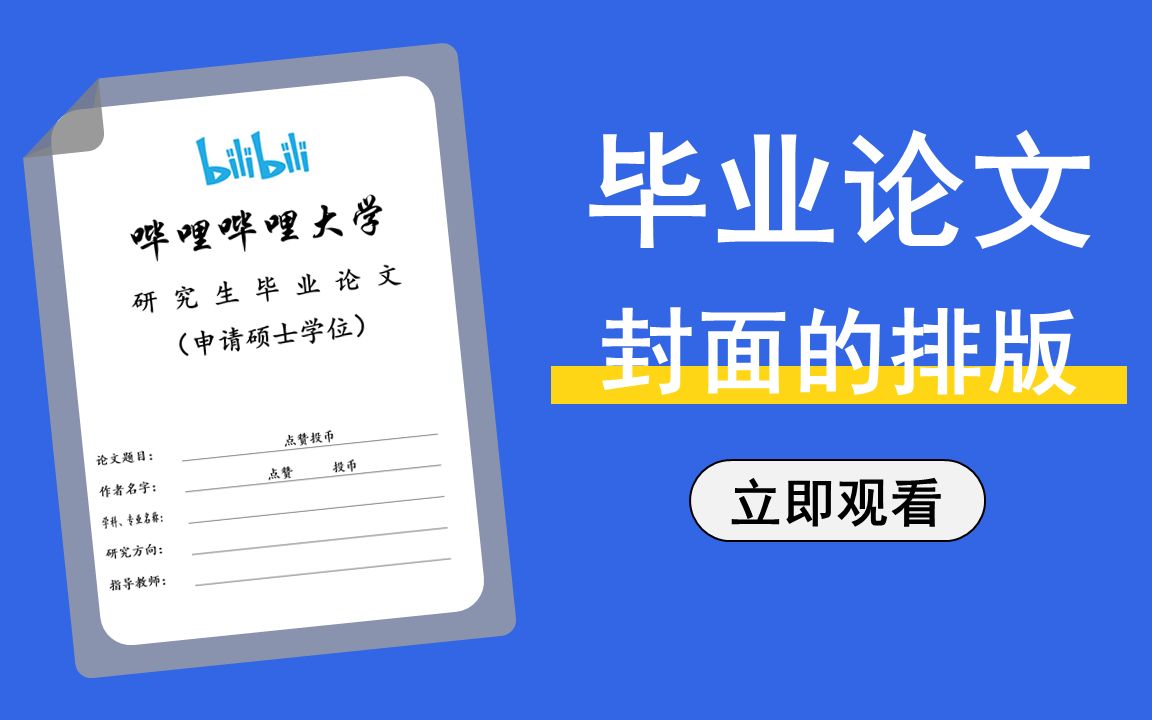 bilibili
哔哩哔哩大学
研究生毕业论文
（申请硕士学位）
论文题目： 点赞投币
作者名字： 点赞 投币
学科、专业名称：
研究方向：
指导教师：
毕业论文
封面的排版
立即观看